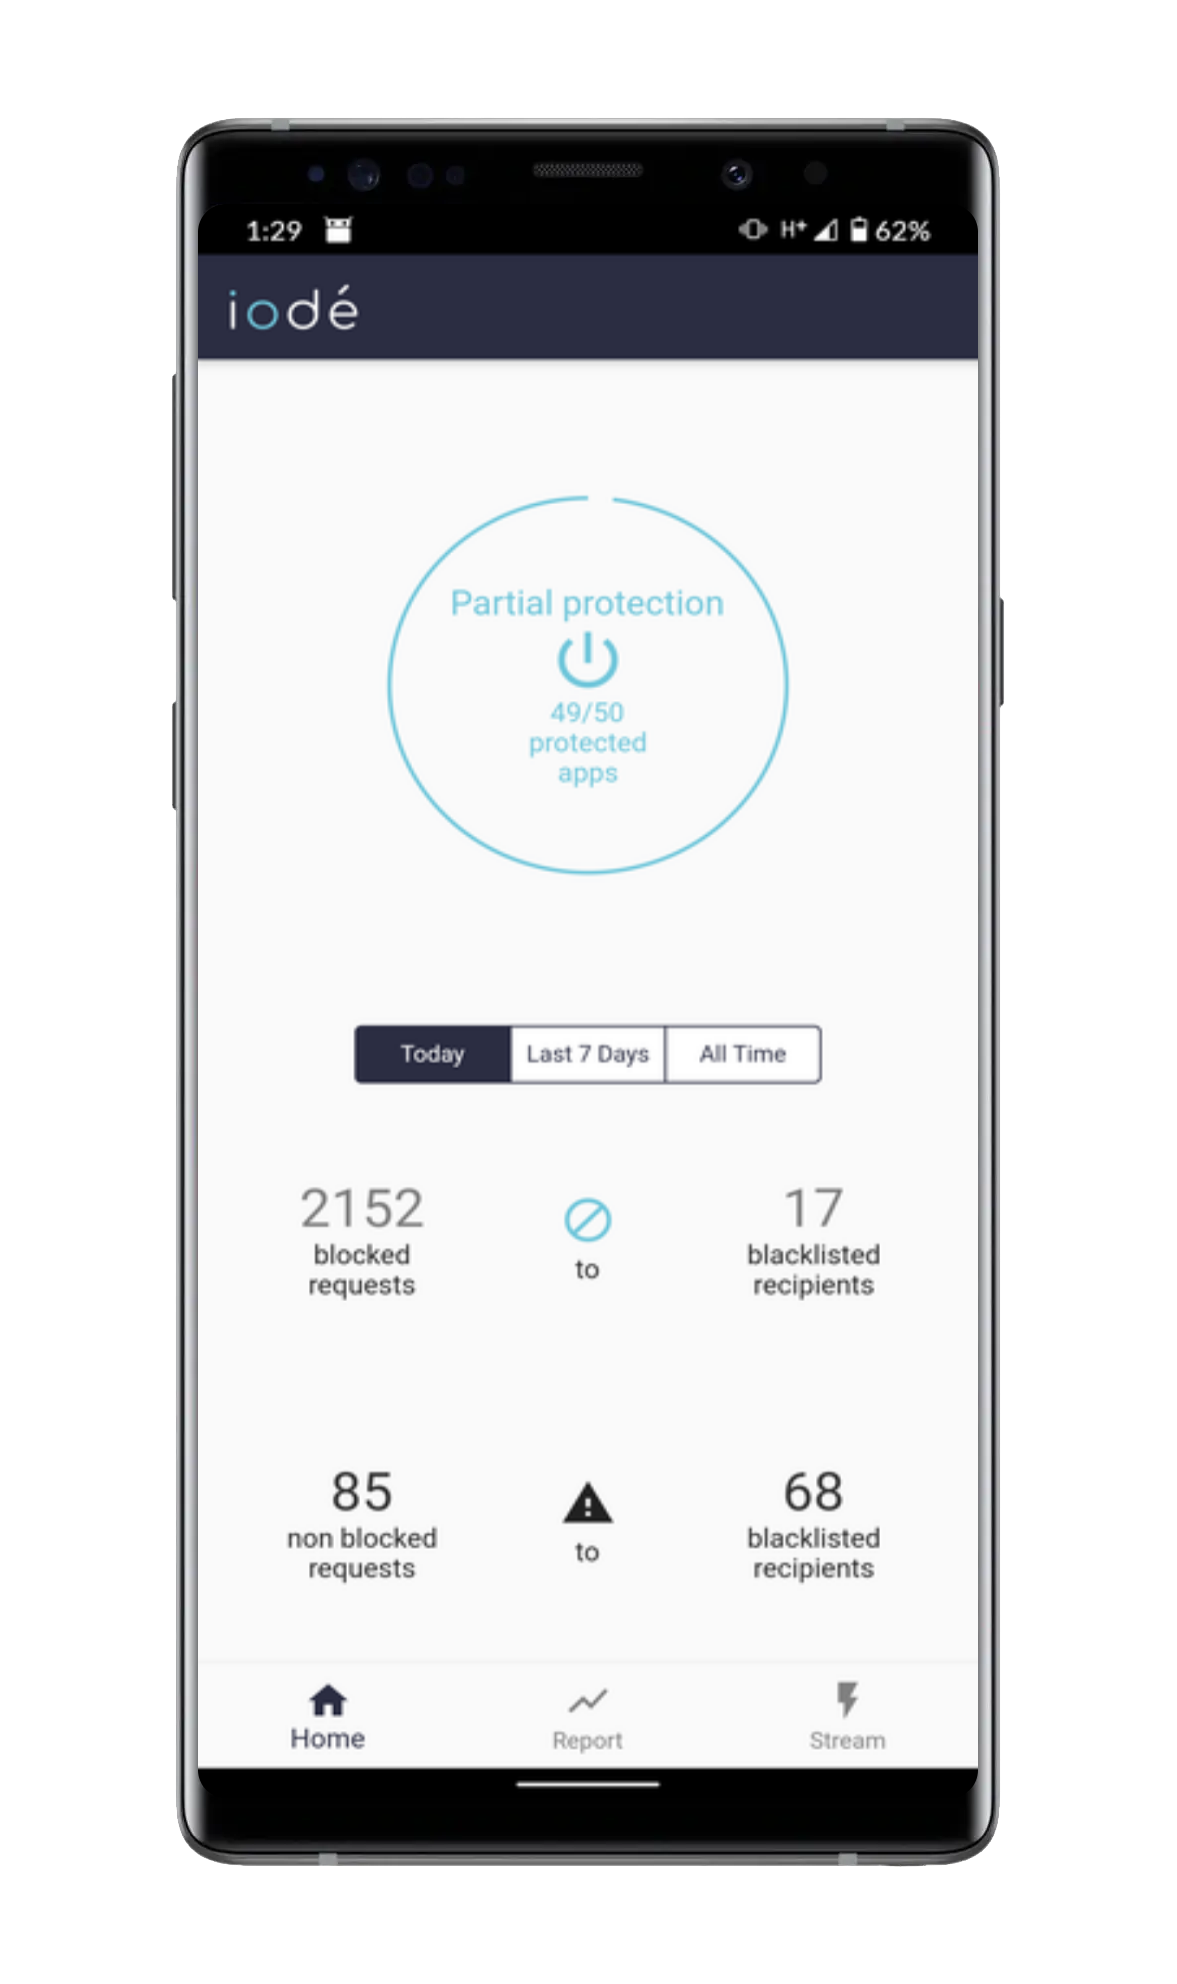 1:29
H+ 62%
iodé
Partial protection
49/50
protected
apps
Today Last 7 Days All Time
2152 17
blocked to blacklisted
requests recipients
85 68
non blocked to blacklisted
requests recipients
Home Report Stream